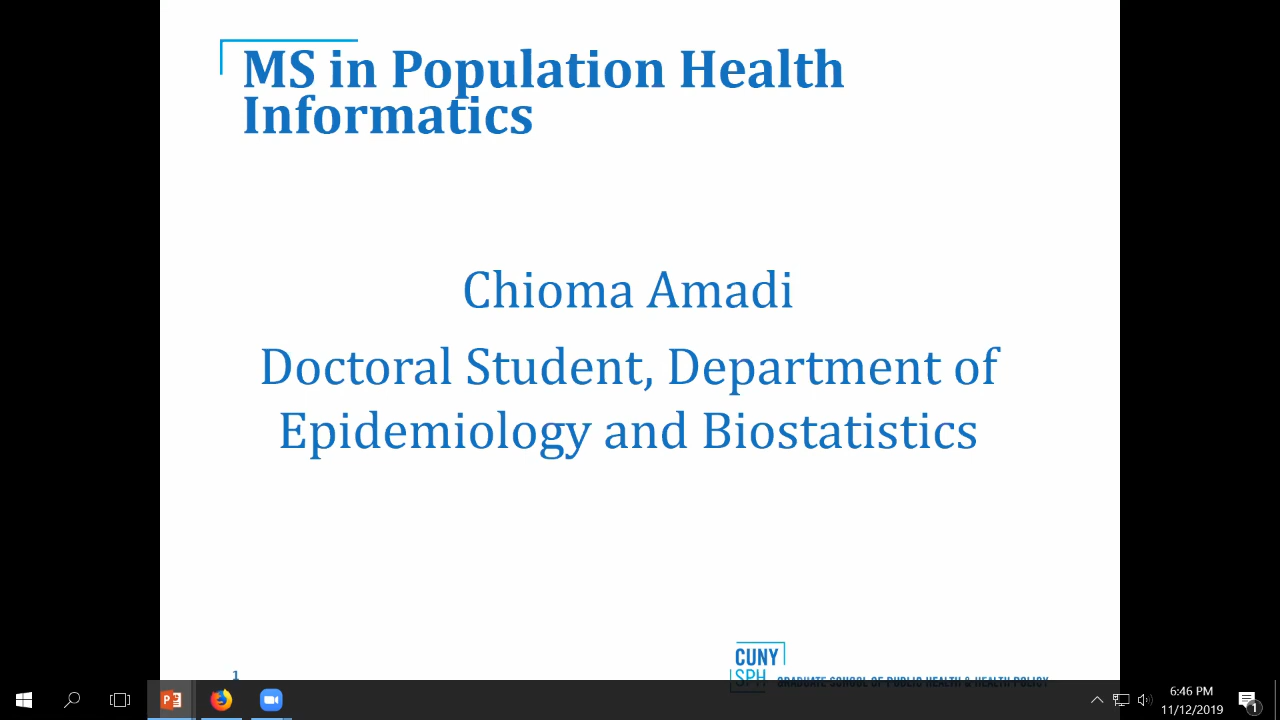 MS in Population Health
Informatics
Chioma Amadi
Doctoral Student, Department of
Epidemiology and Biostatistics
1
CUNY
SPH GRADUATE SCHOOL OF PUBLIC HEALTH & HEALTH POLICY
6:46 PM
11/12/2019
1